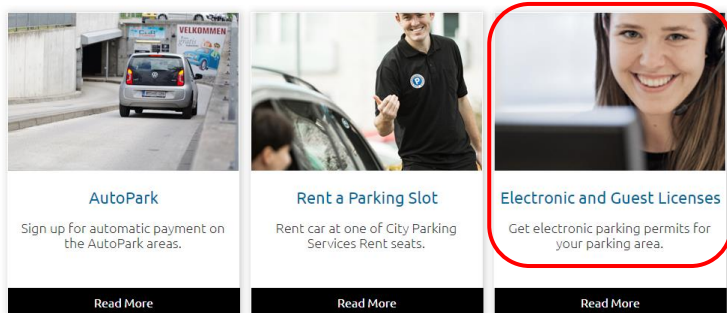 VELKOMMEN
AutoPark
Sign up for automatic payment on
the AutoPark areas.
Read More
Rent a Parking Slot
Rent car at one of City Parking
Services Rent seats.
Read More
Electronic and Guest Licenses
Get electronic parking permits for
your parking area.
Read More